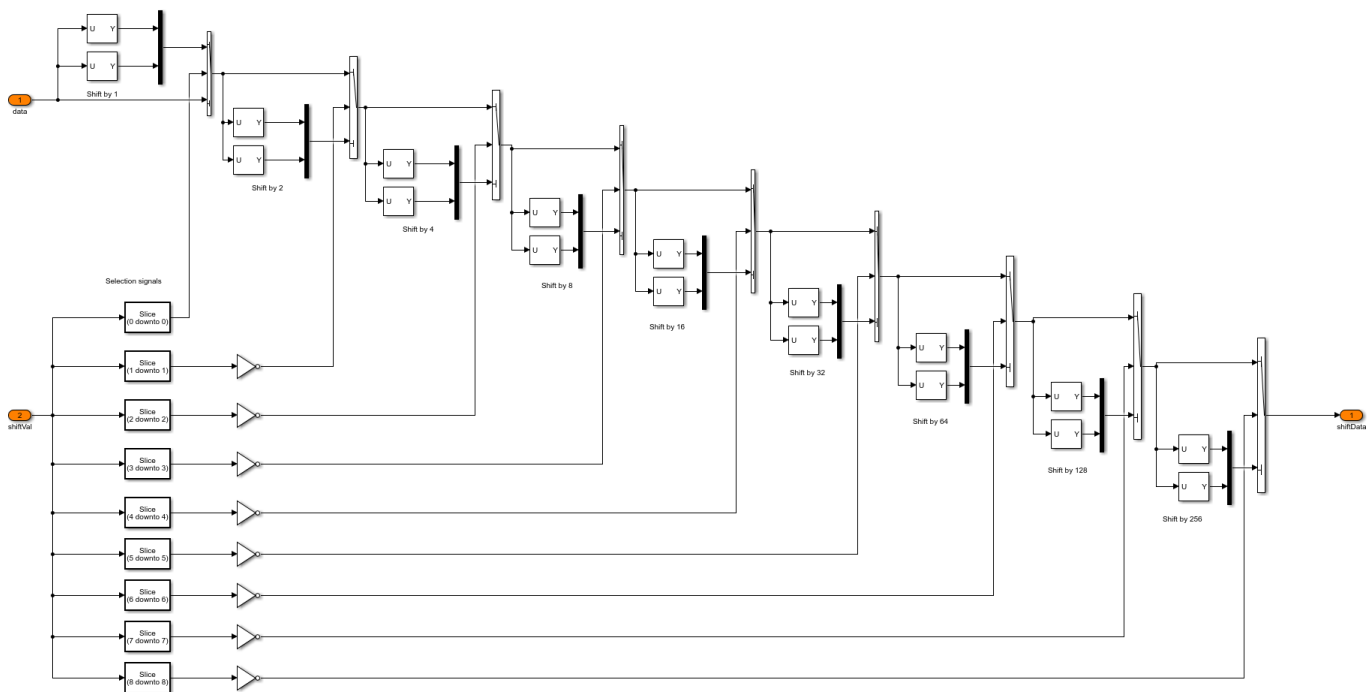 U Y
U Y
Shift by 1
1
data
U Y
U Y
Shift by 2
U Y
U Y
Shift by 4
U Y
U Y
Shift by 8
U Y
U Y
Shift by 16
U Y
U Y
Shift by 32
U Y
U Y
Shift by 64
U Y
U Y
Shift by 128
U Y
U Y
Shift by 256
1
shiftData
Selection signals
2
shiftVal
Slice
(0 downto 0)
Slice
(1 downto 1)
Slice
(2 downto 2)
Slice
(3 downto 3)
Slice
(4 downto 4)
Slice
(5 downto 5)
Slice
(6 downto 6)
Slice
(7 downto 7)
Slice
(8 downto 8)